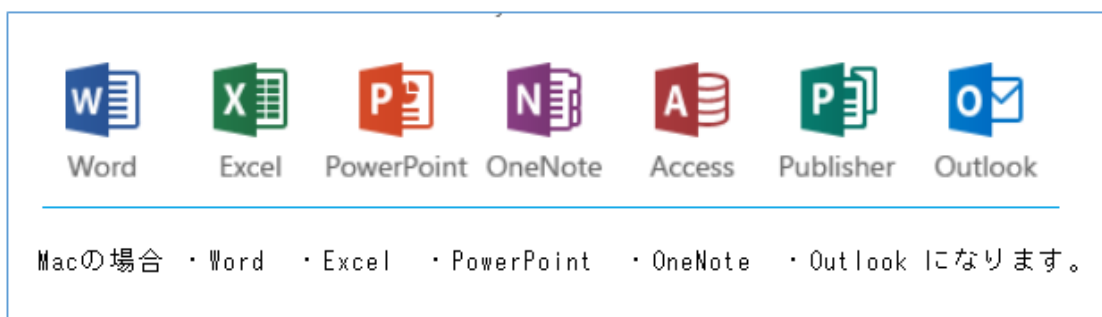 Word Excel PowerPoint OneNote Access Publisher Outlook
Macの場合 ・Word ・Excel ・PowerPoint ・OneNote ・Outlook になります。